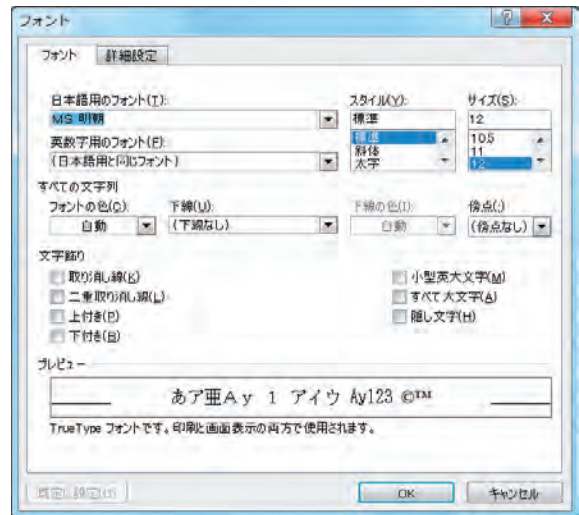 フォント
フォント 詳細設定
日本語用のフォント(T): スタイル(Y): サイズ(S):
MS 明朝 標準 12
英数字用のフォント(F): 標準 10.5
(日本語用と同じフォント) 斜体 11
太字 12
すべての文字列
フォントの色(C): 下線(U): 下線の色(I): 傍点(:)
自動 (下線なし) 自動 (傍点なし)
文字飾り
取り消し線(K) 小型英大文字(M)
二重取り消し線(L) すべて大文字(A)
上付き(P) 隠し文字(H)
下付き(B)
プレビュー
あア亜Ay 1 アイウ Ay123 ©™
TrueType フォントです。印刷と画面表示の両方で使用されます。
OK キャンセル